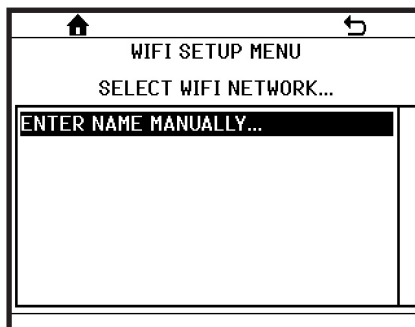 WIFI SETUP MENU
SELECT WIFI NETWORK...
ENTER NAME MANUALLY...